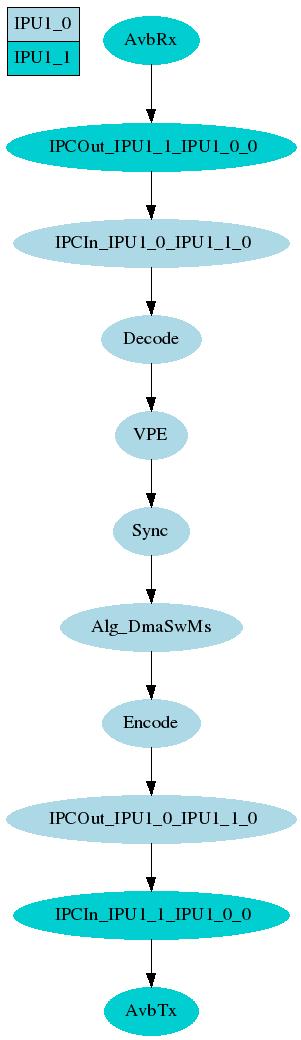 IPU1_0
IPU1_1
AvbRx
IPCOut_IPU1_1_IPU1_0_0
IPCIn_IPU1_0_IPU1_1_0
Decode
VPE
Sync
Alg_DmaSwMs
Encode
IPCOut_IPU1_0_IPU1_1_0
IPCIn_IPU1_1_IPU1_0_0
AvbTx